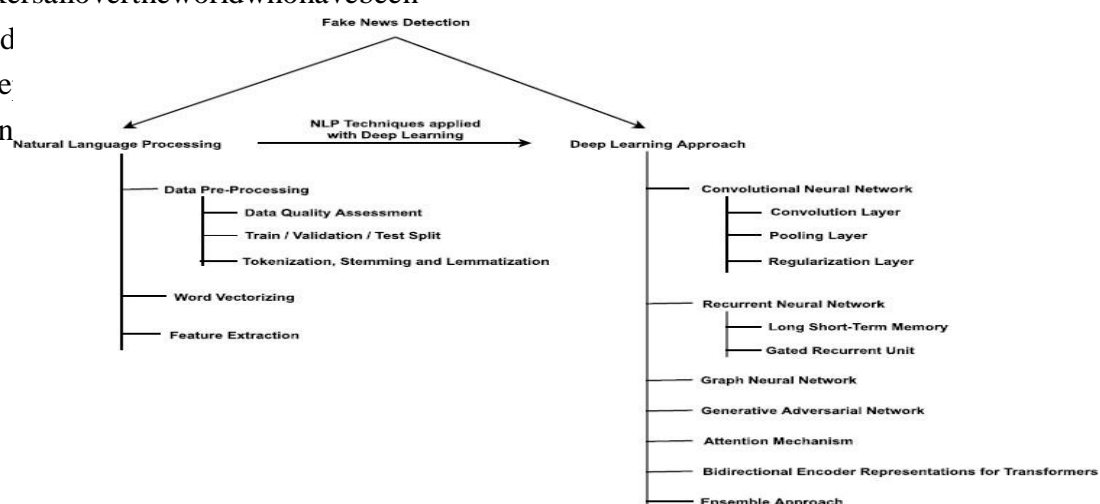 kersallovertheworldwhohavebeen
Fake News Detection
d
e
n
NLP Techniques applied
with Deep Learning
Natural Language Processing
Deep Learning Approach
Data Pre-Processing
Data Quality Assessment
Train / Validation / Test Split
Tokenization, Stemming and Lemmatization
Word Vectorizing
Feature Extraction
Convolutional Neural Network
Convolution Layer
Pooling Layer
Regularization Layer
Recurrent Neural Network
Long Short-Term Memory
Gated Recurrent Unit
Graph Neural Network
Generative Adversarial Network
Attention Mechanism
Bidirectional Encoder Representations for Transformers
Ensemble Approach